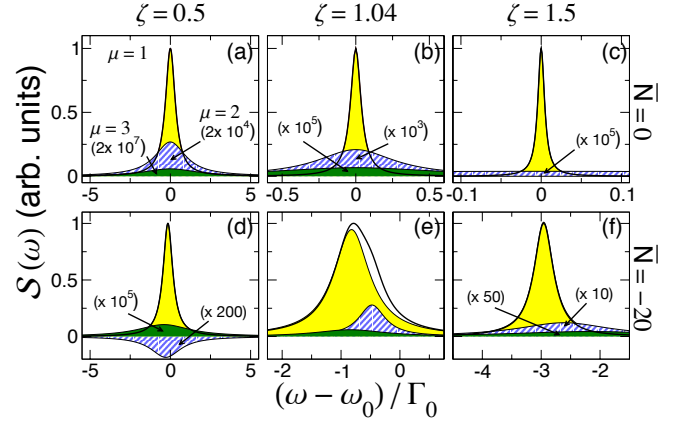 ζ = 0.5 ζ = 1.04 ζ = 1.5
S(ω) (arb. units)
1 μ = 1 (a) (b) (c)
0.5 μ = 2
μ = 3 (2x 10⁴) (x 10⁵) (x 10³)
0.25 (2x 10⁷) (x 10⁵)
0
-5 0 5 -0.5 0 0.5 -0.1 0 0.1
N̅ = 0
1 (d) (e) (f)
0.5 (x 10⁵) (x 50) (x 10)
(x 200)
0
-5 0 5 -2 -1 0 -4 -3 -2
N̅ = −20
(ω − ω₀) / Γ₀